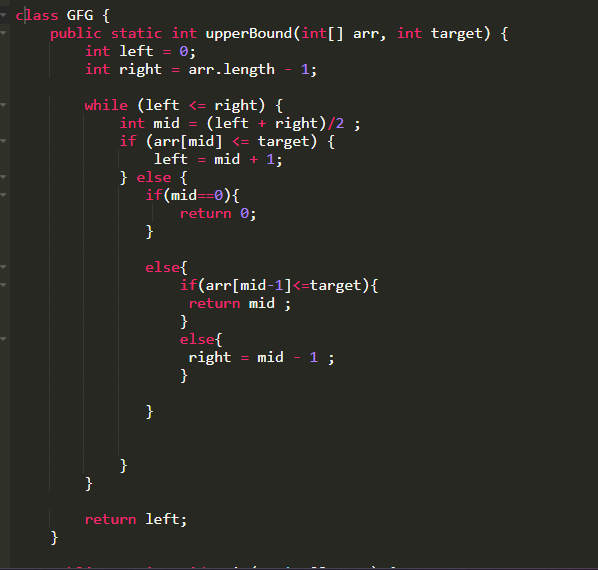 class GFG {
    public static int upperBound(int[] arr, int target) {
        int left = 0;
        int right = arr.length - 1;
        while (left <= right) {
            int mid = (left + right)/2 ;
            if (arr[mid] <= target) {
                left = mid + 1;
            } else {
               if(mid==0){
                   return 0;
               }
               else{
                   if(arr[mid-1]<=target){
                    return mid ;
                   }
                   else{
                    right = mid - 1 ;
                   }
               }
            }
        }
        return left;
    }